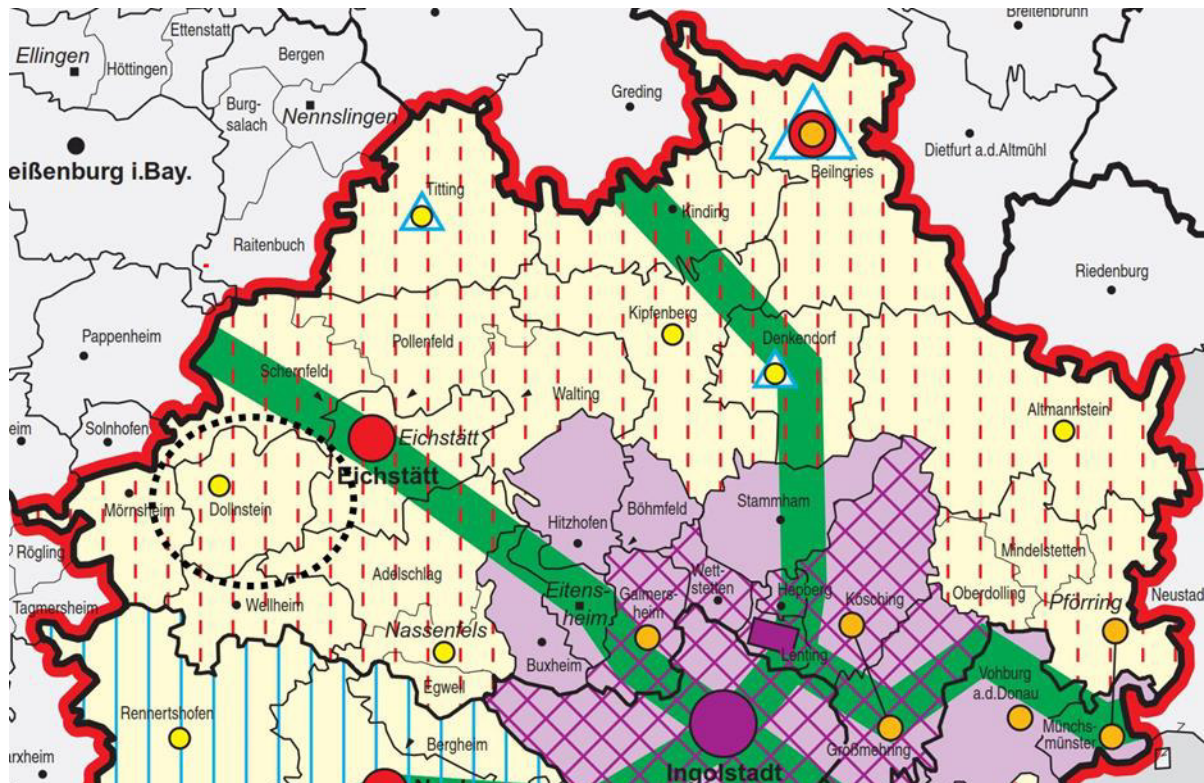 Breitenbrunn
Ettenstatt
Ellingen
Höttingen
Bergen
Burg-
salach
Nennslingen
Greding
Dietfurt a.d.Altmühl
eißenburg i.Bay.
Beilngries
Titting
Kinding
Raitenbuch
Riedenburg
Pappenheim
Kipfenberg
Pollenfeld
Denkendorf
Schernfeld
Walting
Altmannstein
eim
Solnhofen
Eichstätt
Eichstätt
Mörnsheim
Dollnstein
Hitzhofen
Böhmfeld
Stammham
Rögling
Mindelstetten
Adelschlag
Wett-
stetten
Tagmersheim
Wellheim
Eitens-
heim
Gaimers-
heim
Hepberg
Kösching
Oberdolling
Pförring
Neustad
Nassenfels
Buxheim
Lenting
Egweil
Vohburg
a.d.Donau
Rennertshofen
Bergheim
Münchs-
münster
Großmehring
arxheim
Ingolstadt